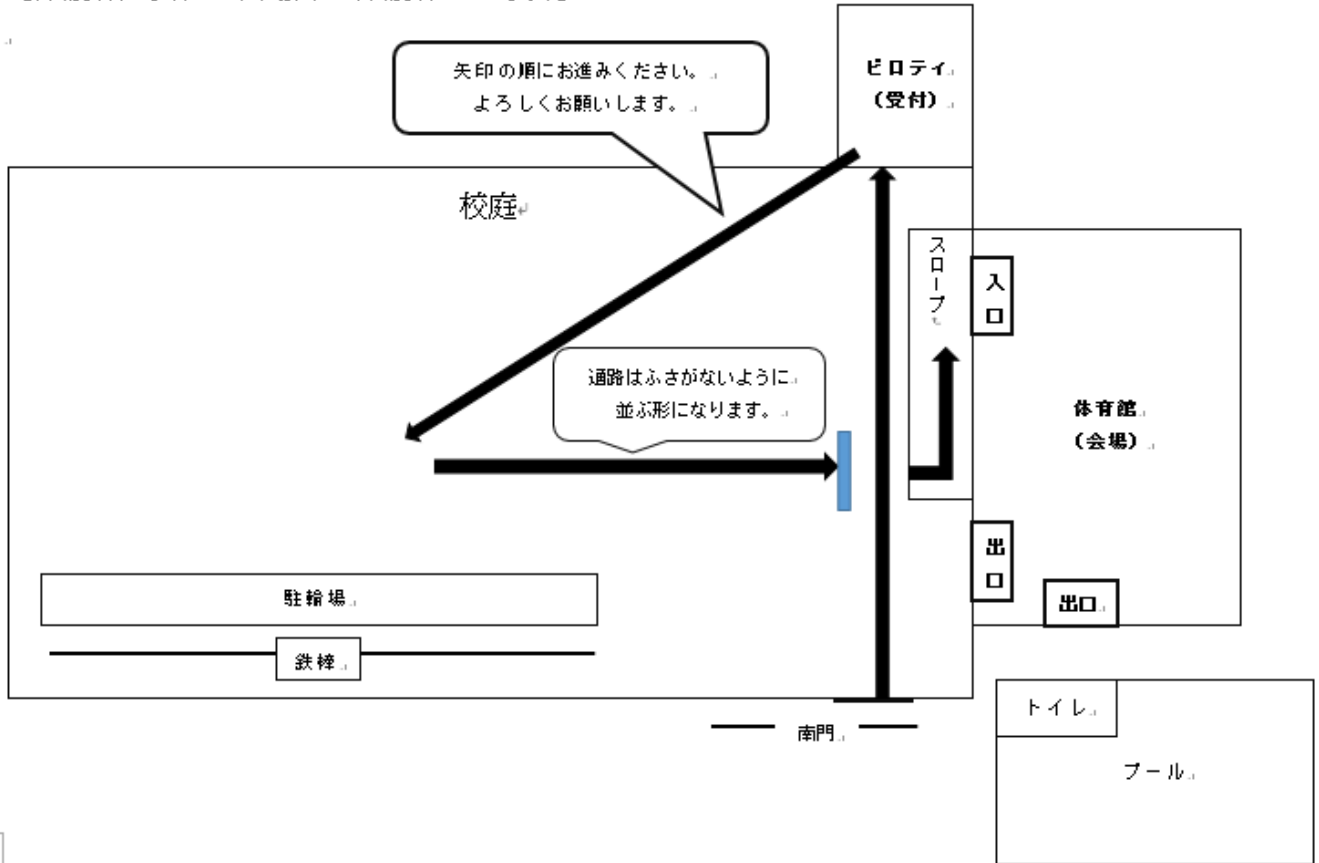 矢印の順にお進みください。
よろしくお願いします。
ピロティ
(受付)
校庭
スロープ
入
口
通路はふさがないように
並ぶ形になります。
体育館
(会場)
出
口
出口
駐輪場
鉄棒
南門
トイレ
プール